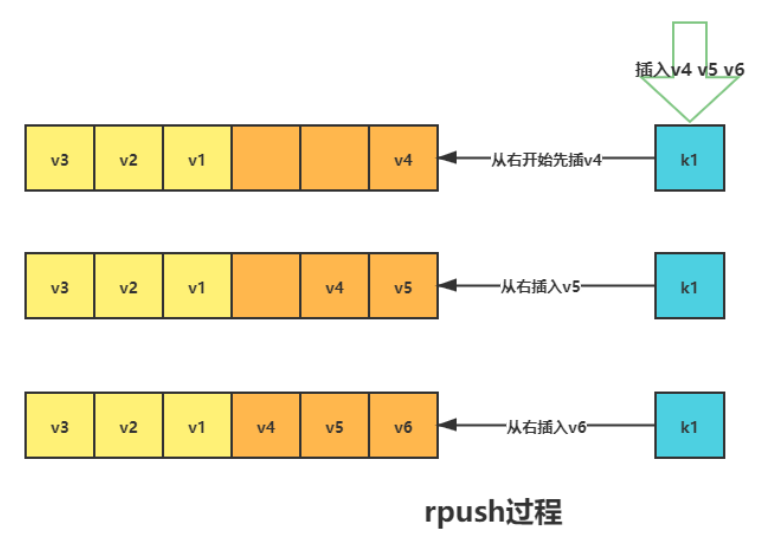 插入v4 v5 v6
v3 v2 v1 v4 从右开始先插v4 k1
v3 v2 v1 v4 v5 从右插入v5 k1
v3 v2 v1 v4 v5 v6 从右插入v6 k1
rpush过程